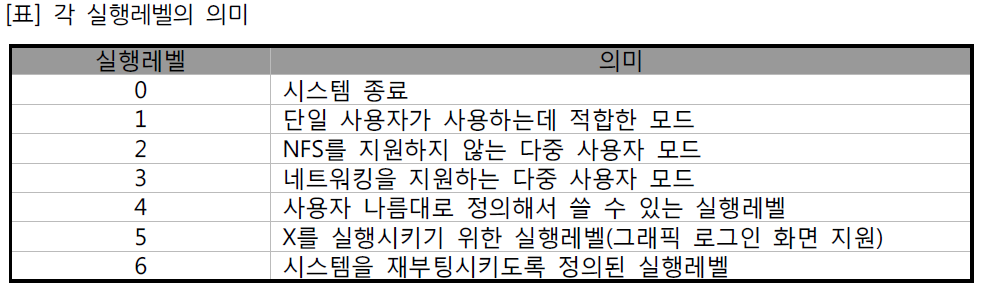 [표] 각 실행레벨의 의미
실행레벨 의미
0 시스템 종료
1 단일 사용자가 사용하는데 적합한 모드
2 NFS를 지원하지 않는 다중 사용자 모드
3 네트워킹을 지원하는 다중 사용자 모드
4 사용자 나름대로 정의해서 쓸 수 있는 실행레벨
5 X를 실행시키기 위한 실행레벨(그래픽 로그인 화면 지원)
6 시스템을 재부팅시키도록 정의된 실행레벨